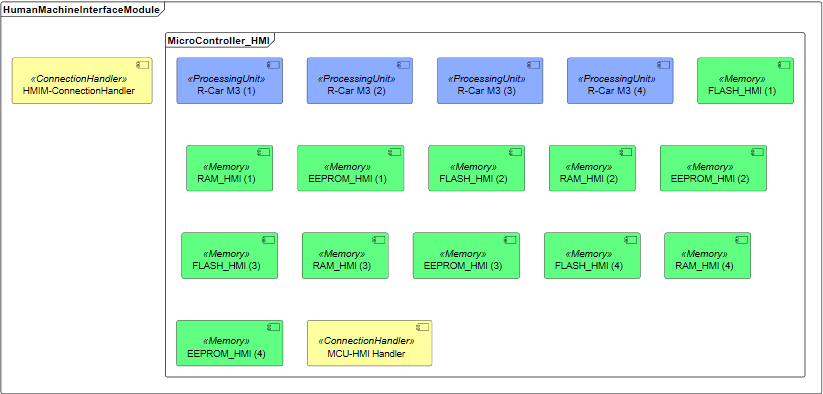 HumanMachineInterfaceModule
MicroController_HMI
«ConnectionHandler»
HMIM-ConnectionHandler
«ProcessingUnit»
R-Car M3 (1)
«ProcessingUnit»
R-Car M3 (2)
«ProcessingUnit»
R-Car M3 (3)
«ProcessingUnit»
R-Car M3 (4)
«Memory»
FLASH_HMI (1)
«Memory»
RAM_HMI (1)
«Memory»
EEPROM_HMI (1)
«Memory»
FLASH_HMI (2)
«Memory»
RAM_HMI (2)
«Memory»
EEPROM_HMI (2)
«Memory»
FLASH_HMI (3)
«Memory»
RAM_HMI (3)
«Memory»
EEPROM_HMI (3)
«Memory»
FLASH_HMI (4)
«Memory»
RAM_HMI (4)
«Memory»
EEPROM_HMI (4)
«ConnectionHandler»
MCU-HMI Handler